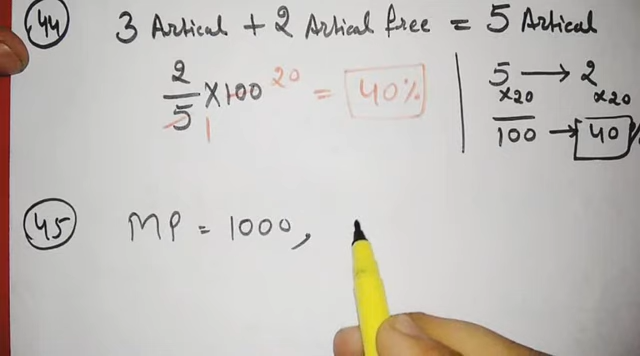 44 3 Artical + 2 Artical free = 5 Artical
2/5 × 100 20 = 40%
1
5 → 2
×20 ×20
100 → 40%
45 MP = 1000,